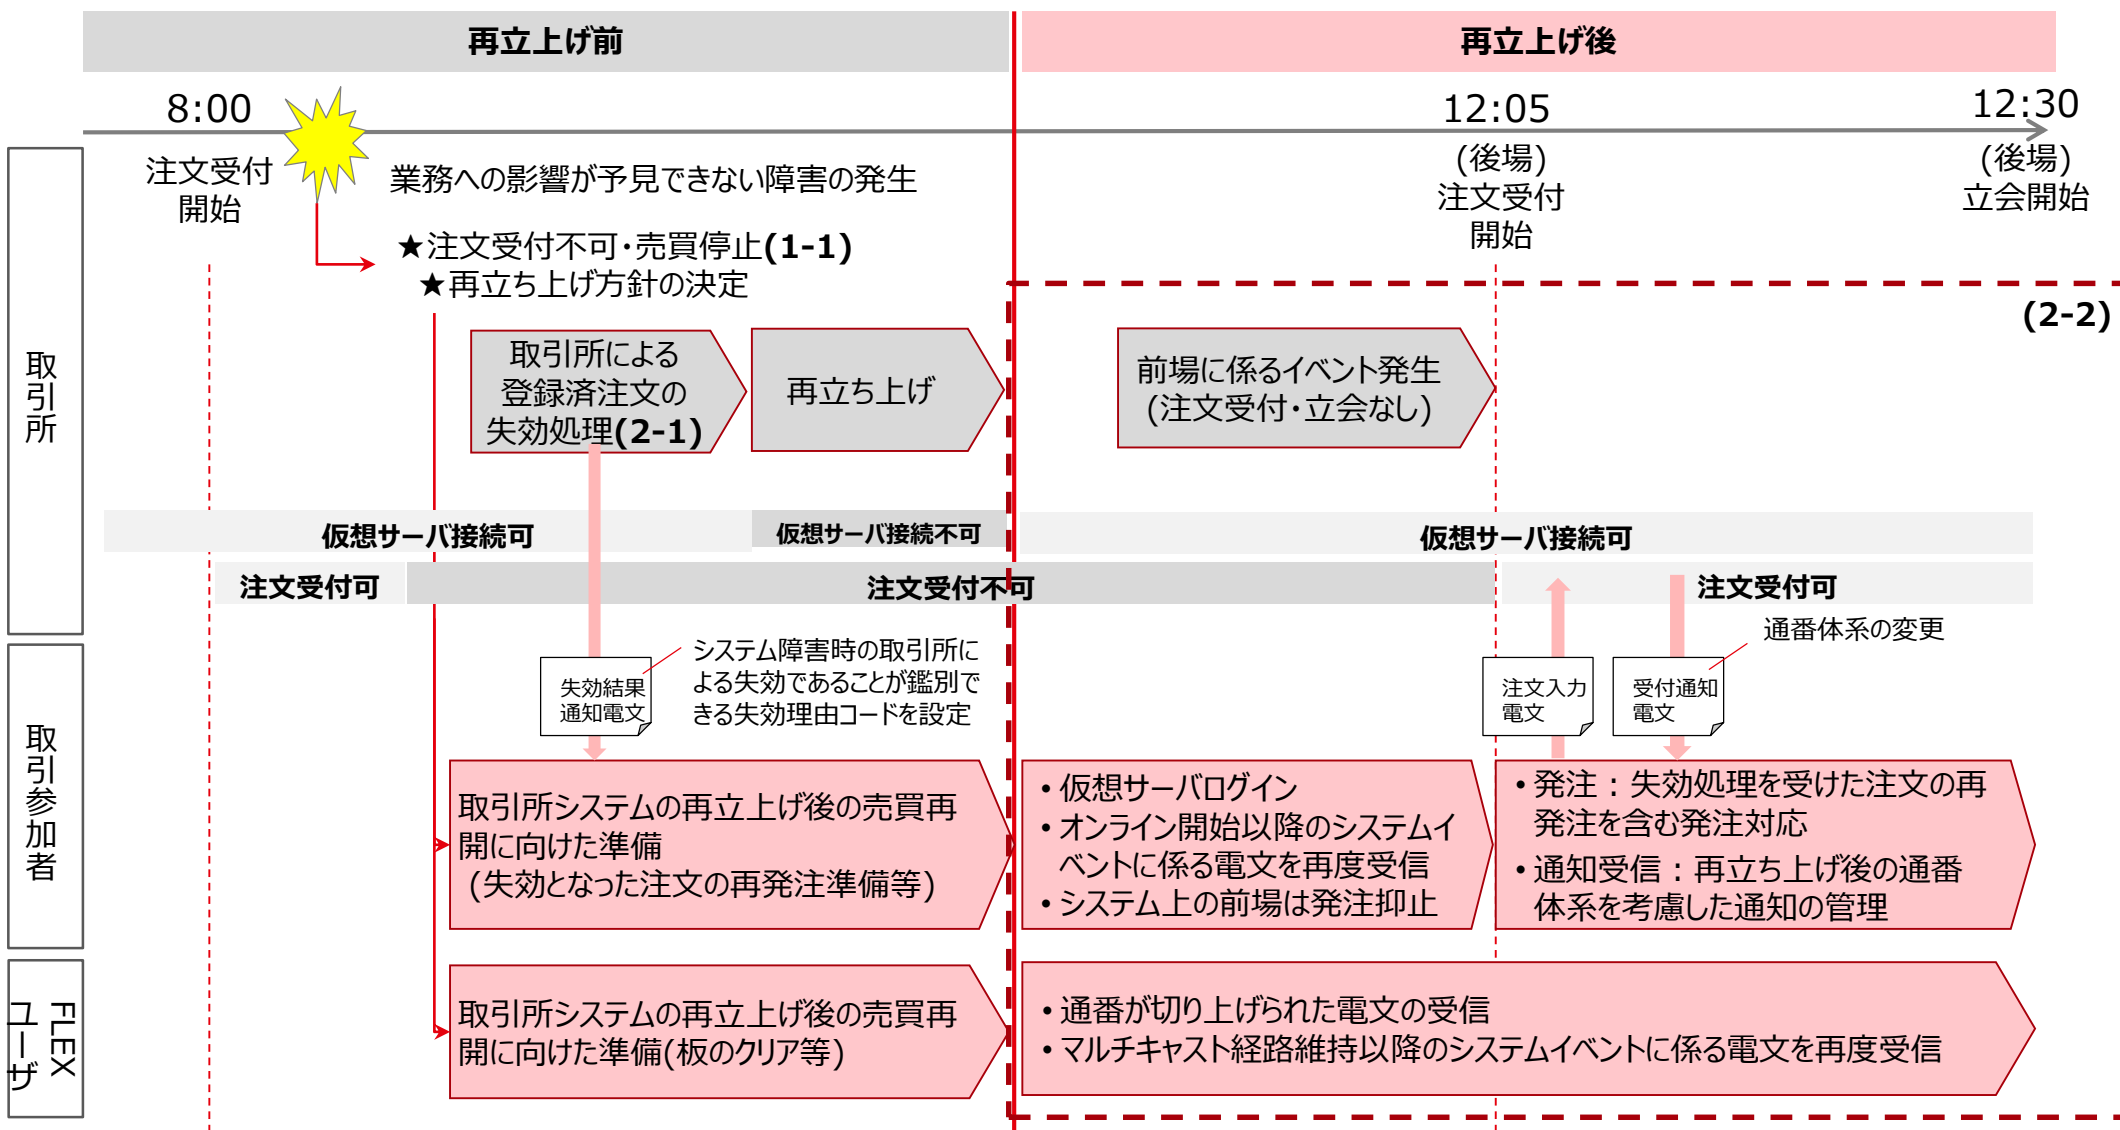 再立上げ前
再立上げ後
8:00
12:05
12:30
注文受付
開始
業務への影響が予見できない障害の発生
(後場)
注文受付
開始
(後場)
立会開始
★注文受付不可・売買停止(1-1)
★再立ち上げ方針の決定
(2-2)
取引所
取引所による
登録済注文の
失効処理(2-1)
再立ち上げ
前場に係るイベント発生
(注文受付・立会なし)
仮想サーバ接続可
仮想サーバ接続不可
仮想サーバ接続可
注文受付可
注文受付不可
注文受付可
取引参加者
失効結果
通知電文
システム障害時の取引所に
よる失効であることが鑑別で
きる失効理由コードを設定
注文入力
電文
受付通知
電文
通番体系の変更
取引所システムの再立上げ後の売買再
開に向けた準備
(失効となった注文の再発注準備等)
• 仮想サーバログイン
• オンライン開始以降のシステムイ
ベントに係る電文を再度受信
• システム上の前場は発注抑止
• 発注：失効処理を受けた注文の再
発注を含む発注対応
• 通知受信：再立ち上げ後の通番
体系を考慮した通知の管理
FLEX
ユーザ
取引所システムの再立上げ後の売買再
開に向けた準備(板のクリア等)
• 通番が切り上げられた電文の受信
• マルチキャスト経路維持以降のシステムイベントに係る電文を再度受信